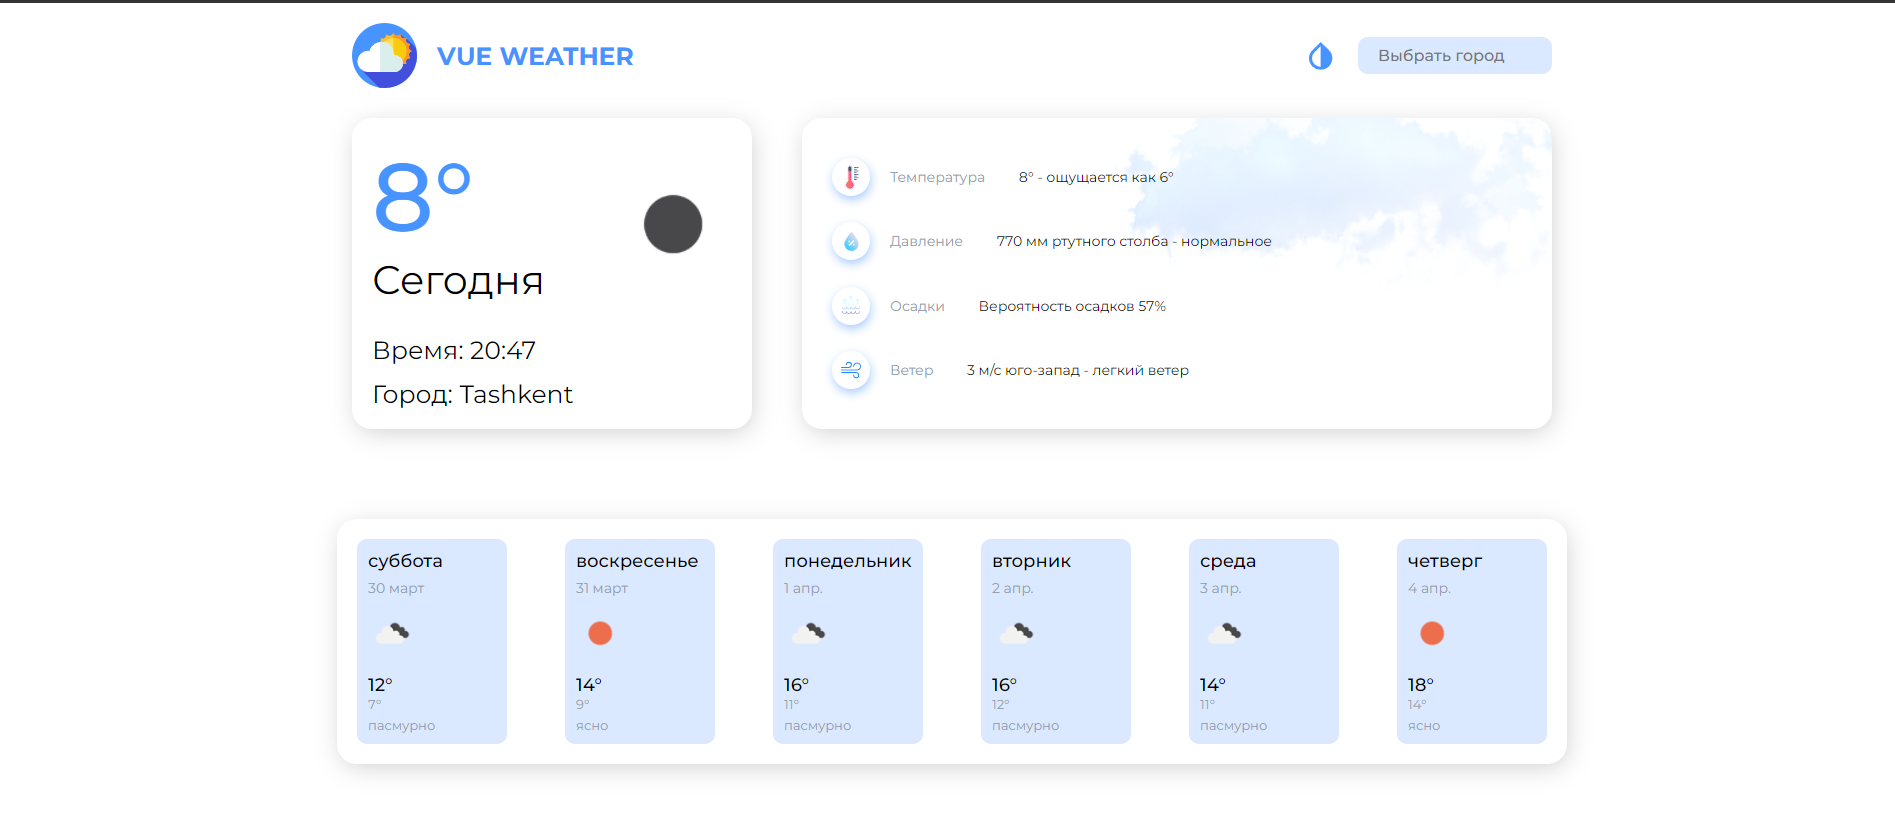 VUE WEATHER
Выбрать город
8°
Сегодня
Время: 20:47
Город: Tashkent
Температура 8° - ощущается как 6°
Давление 770 мм ртутного столба - нормальное
Осадки Вероятность осадков 57%
Ветер 3 м/с юго-запад - легкий ветер
суббота
30 март
12°
7°
пасмурно
воскресенье
31 март
14°
9°
ясно
понедельник
1 апр.
16°
11°
пасмурно
вторник
2 апр.
16°
12°
пасмурно
среда
3 апр.
14°
11°
пасмурно
четверг
4 апр.
18°
14°
ясно